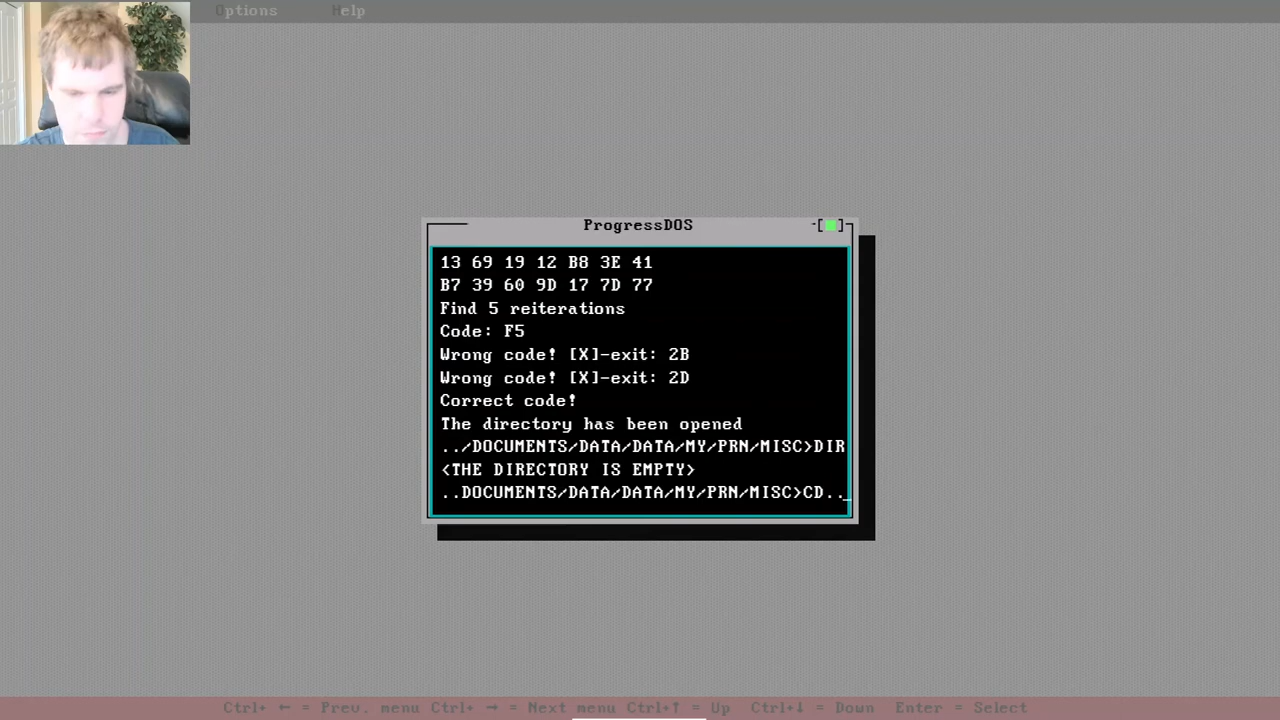 Options Help
ProgressDOS
13 69 19 12 B8 3E 41
B7 39 60 9D 17 7D 77
Find 5 reiterations
Code: F5
Wrong code! [X]-exit: 2B
Wrong code! [X]-exit: 2D
Correct code!
The directory has been opened
../DOCUMENTS/DATA/DATA/MY/PRN/MISC>DIR
<THE DIRECTORY IS EMPTY>
..DOCUMENTS/DATA/DATA/MY/PRN/MISC>CD.._
Ctrl+ ← = Prev. menu Ctrl+ → = Next menu Ctrl+↑ = Up Ctrl+↓ = Down Enter = Select